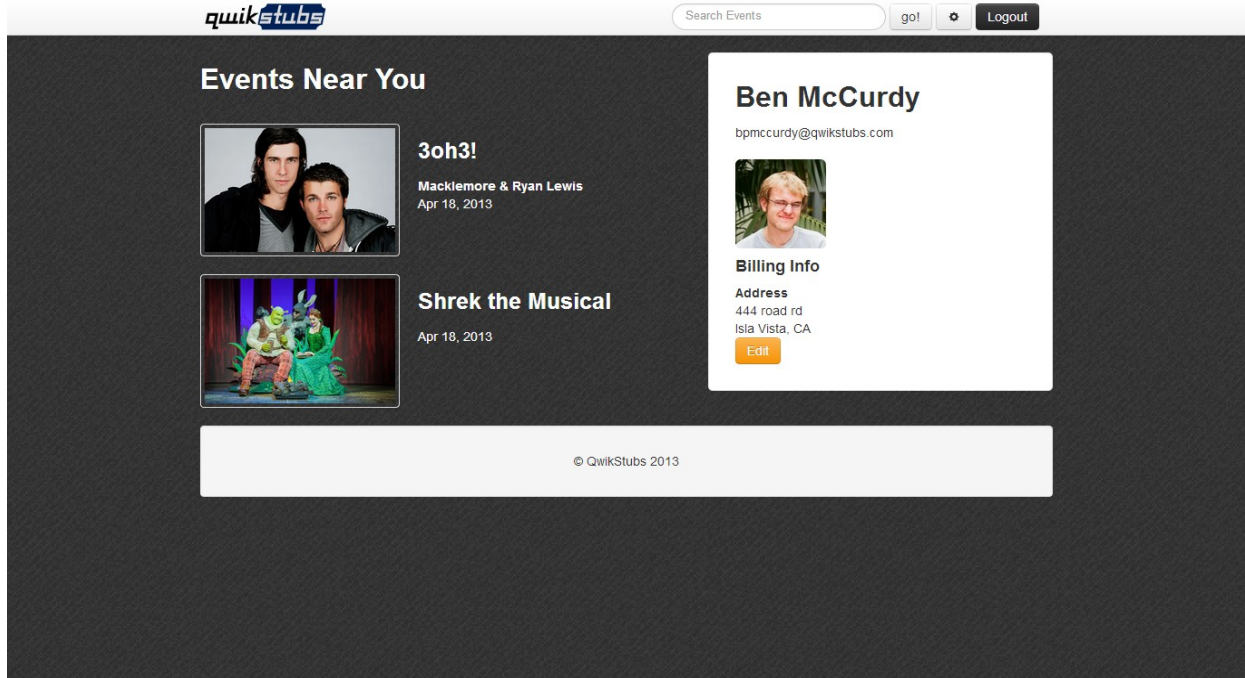 qwikstubs
Search Events
go!
Logout
Events Near You
3oh3!
Macklemore & Ryan Lewis
Apr 18, 2013
Shrek the Musical
Apr 18, 2013
Ben McCurdy
bpmccurdy@qwikstubs.com
Billing Info
Address
444 road rd
Isla Vista, CA
Edit
© QwikStubs 2013